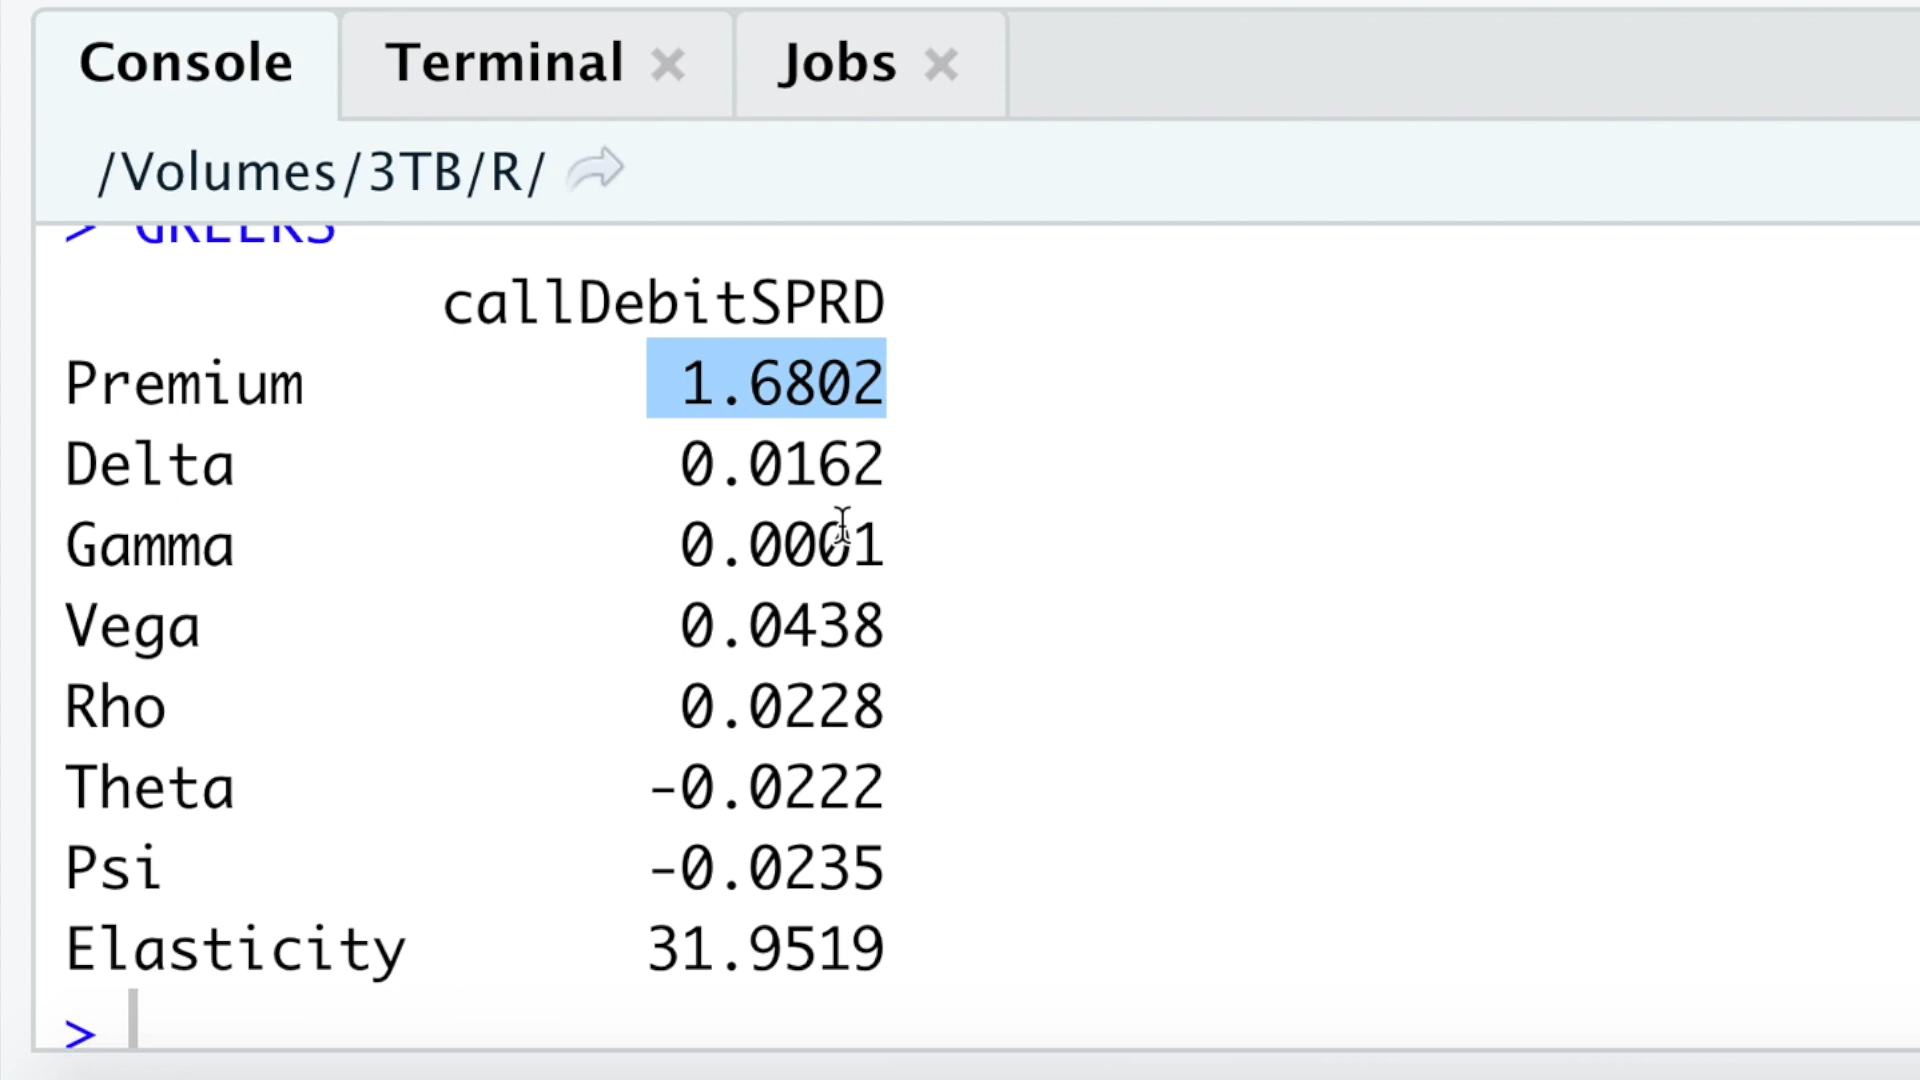 Console Terminal Jobs
/Volumes/3TB/R/
> GREEKS
callDebitSPRD
Premium 1.6802
Delta 0.0162
Gamma 0.0001
Vega 0.0438
Rho 0.0228
Theta -0.0222
Psi -0.0235
Elasticity 31.9519
>